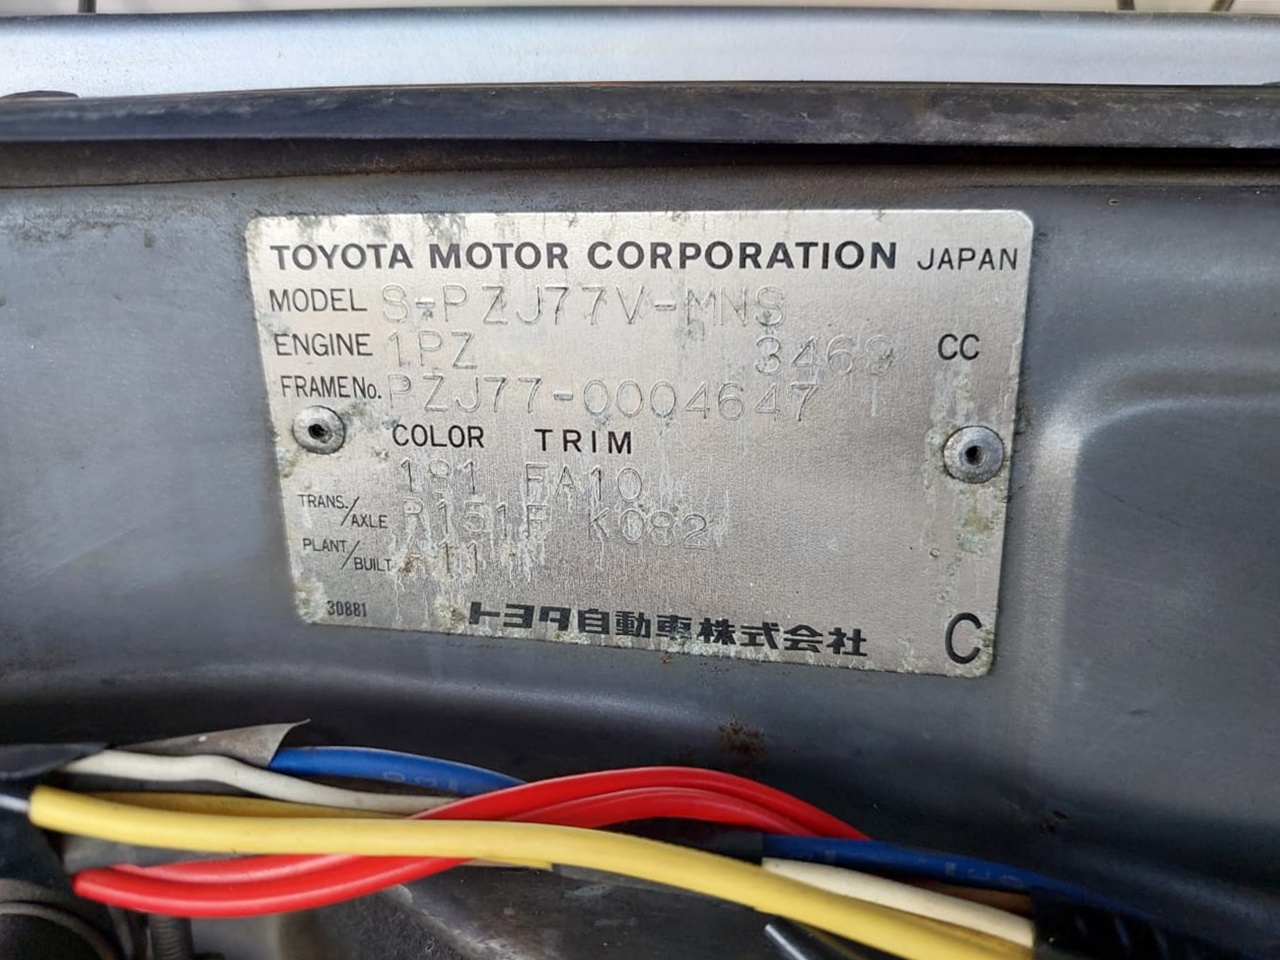 TOYOTA MOTOR CORPORATION JAPAN
MODEL S-PZJ77V-MNS
ENGINE 1PZ 3469 CC
FRAME No. PZJ77-0004647
COLOR TRIM
181 FA10
TRANS./AXLE R151F K082
PLANT/BUILT A11
30881
トヨタ自動車株式会社
C